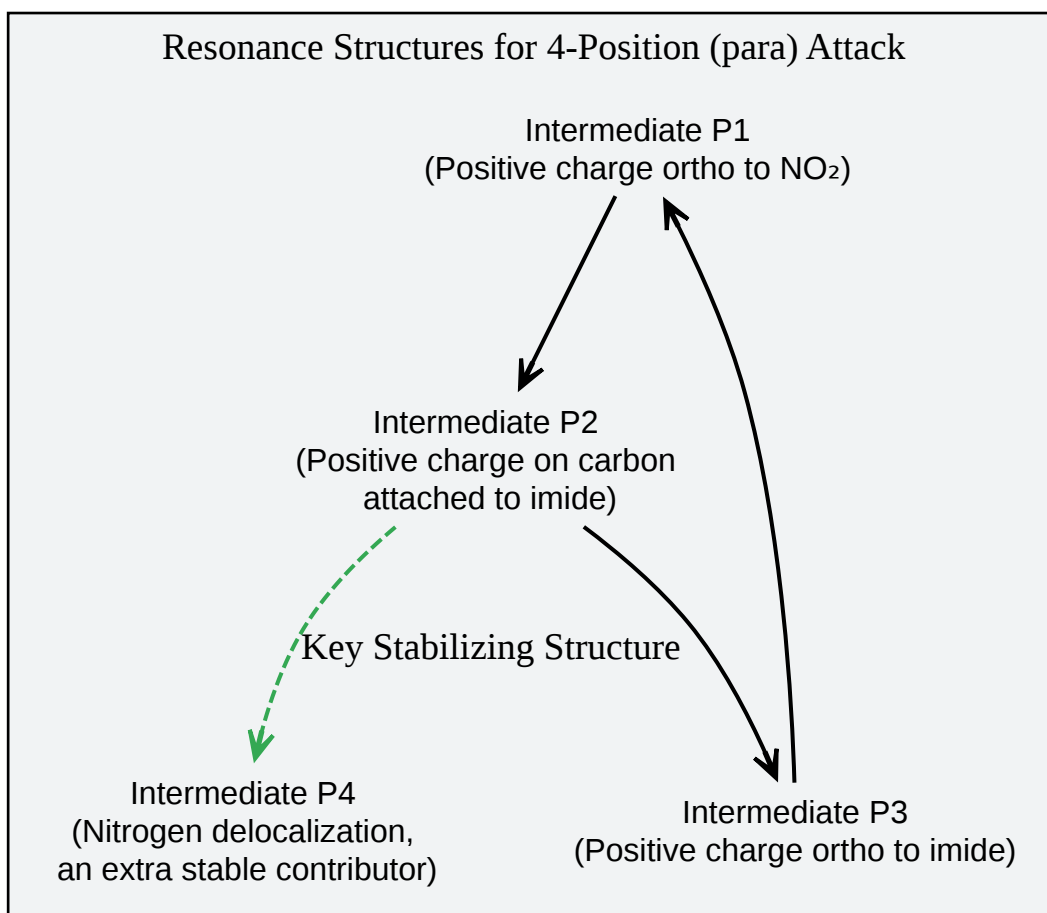 Resonance Structures for 4-Position (para) Attack
Intermediate P1
(Positive charge ortho to NO₂)
Intermediate P2
(Positive charge on carbon
attached to imide)
Key Stabilizing Structure
Intermediate P4
(Nitrogen delocalization,
an extra stable contributor)
Intermediate P3
(Positive charge ortho to imide)